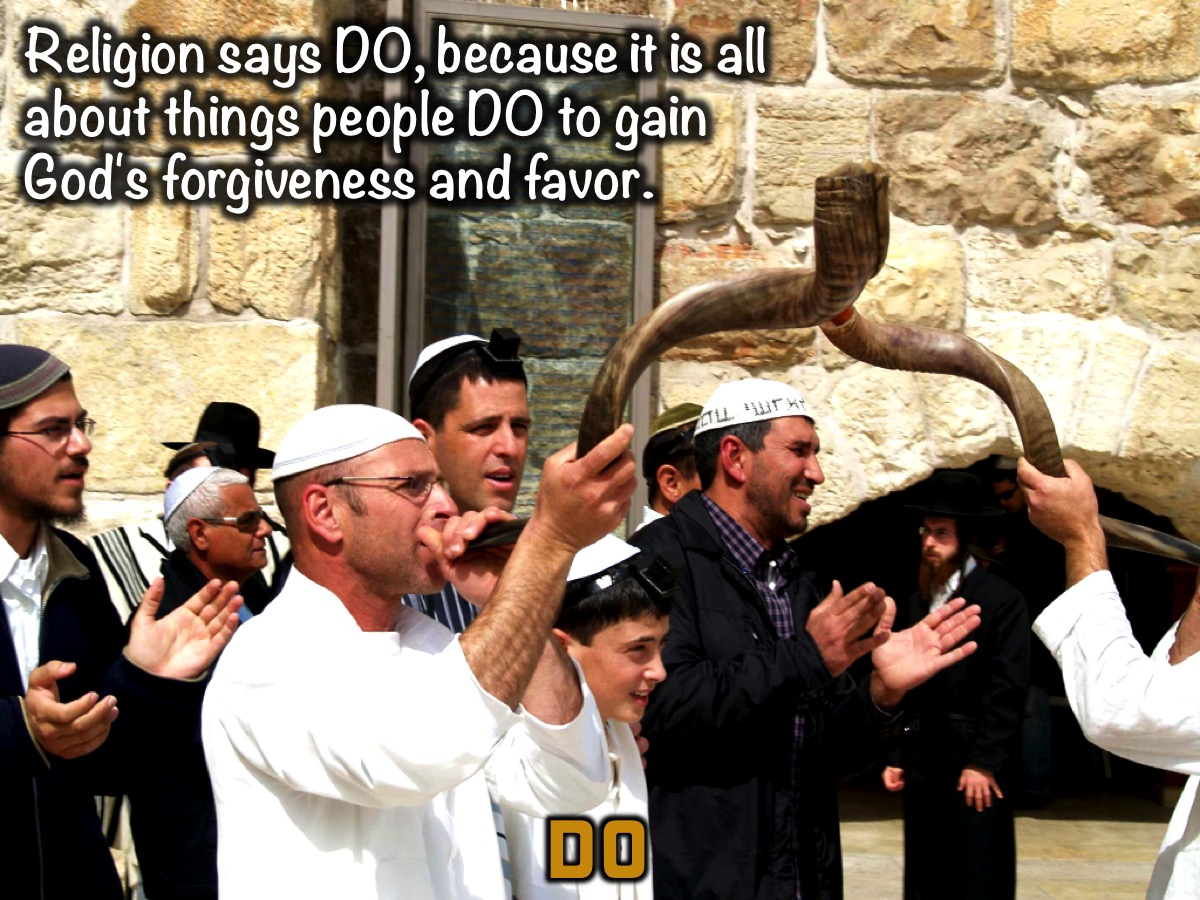 Religion says DO, because it is all
about things people DO to gain
God's forgiveness and favor.
DO